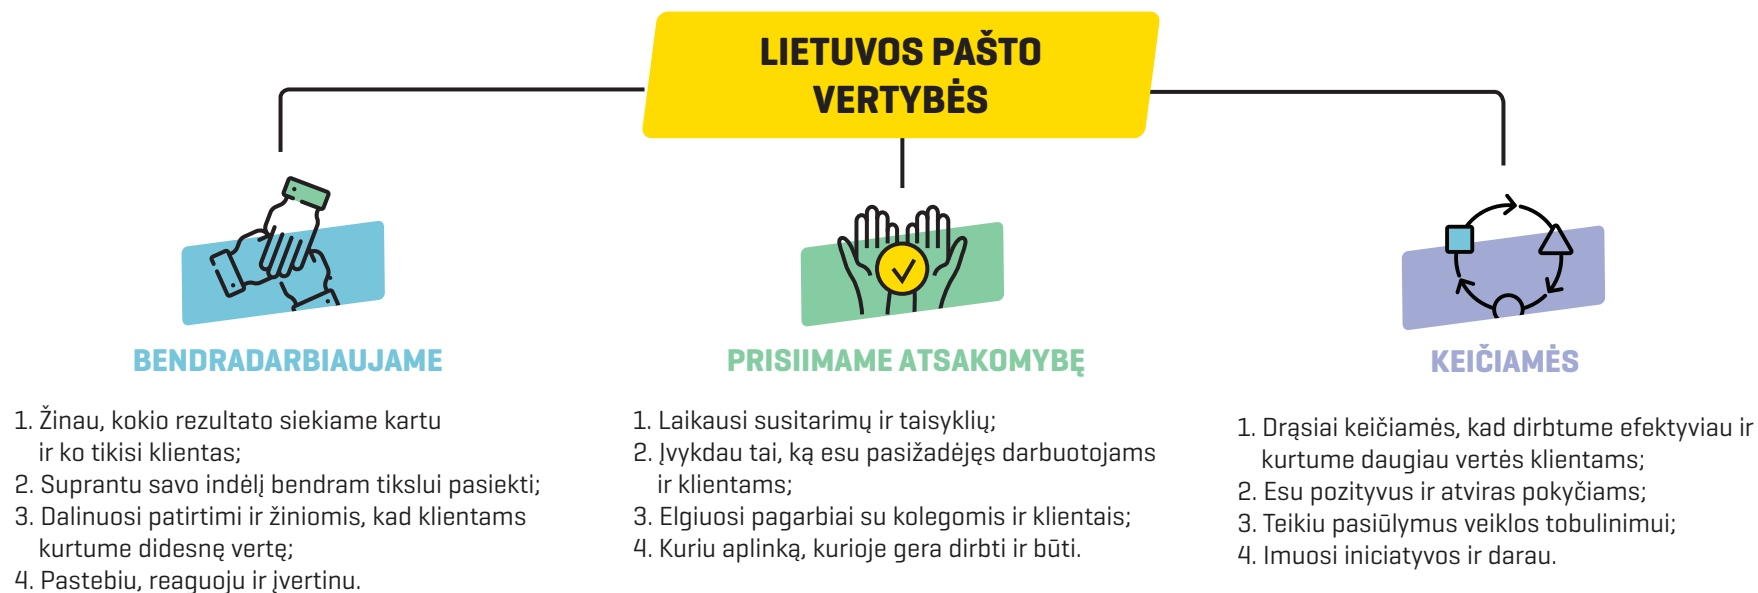 LIETUVOS PAŠTO
VERTYBĖS
BENDRADARBIAUJAME
1. Žinau, kokio rezultato siekiame kartu
ir ko tikisi klientas;
2. Suprantu savo indėlį bendram tikslui pasiekti;
3. Dalinuosi patirtimi ir žiniomis, kad klientams
kurtume didesnę vertę;
4. Pastebiu, reaguoju ir įvertinu.
PRISIIMAME ATSAKOMYBĘ
1. Laikausi susitarimų ir taisyklių;
2. Įvykdau tai, ką esu pasižadėjęs darbuotojams
ir klientams;
3. Elgiuosi pagarbiai su kolegomis ir klientais;
4. Kuriu aplinką, kurioje gera dirbti ir būti.
KEIČIAMĖS
1. Drąsiai keičiamės, kad dirbtume efektyviau ir
kurtume daugiau vertės klientams;
2. Esu pozityvus ir atviras pokyčiams;
3. Teikiu pasiūlymus veiklos tobulinimui;
4. Imuosi iniciatyvos ir darau.